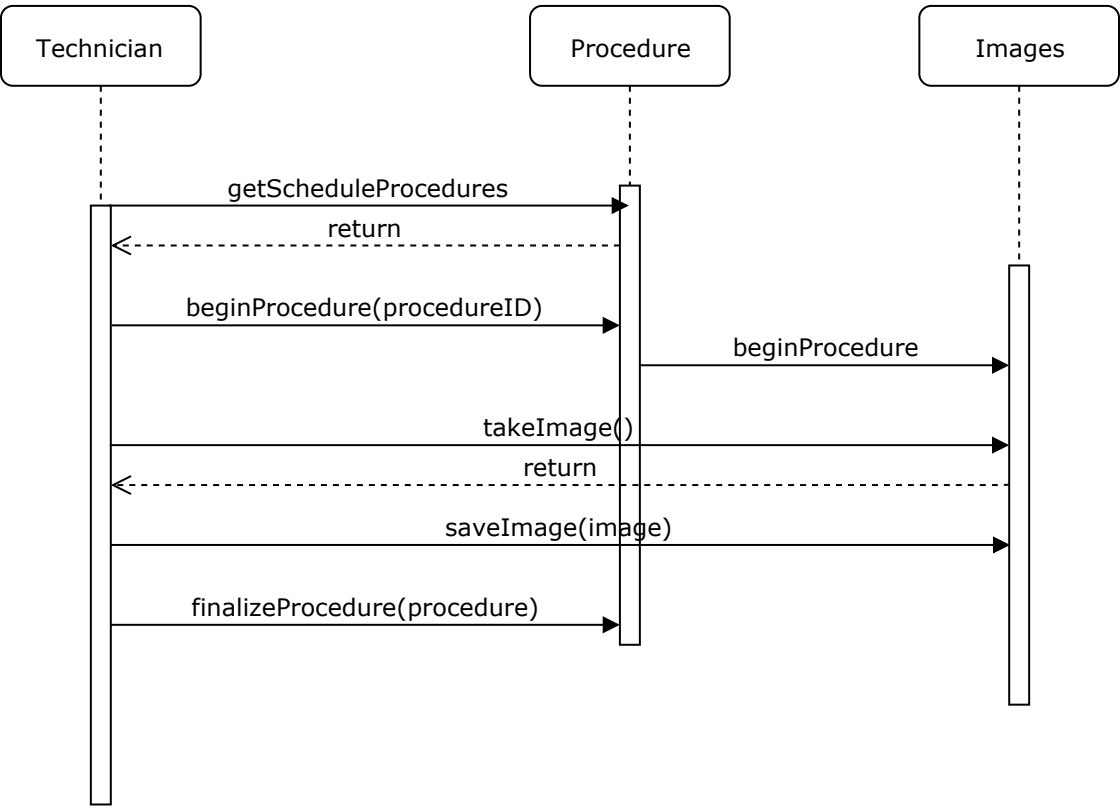 Technician
Procedure
Images
getScheduleProcedures
return
beginProcedure(procedureID)
beginProcedure
takeImage()
return
saveImage(image)
finalizeProcedure(procedure)